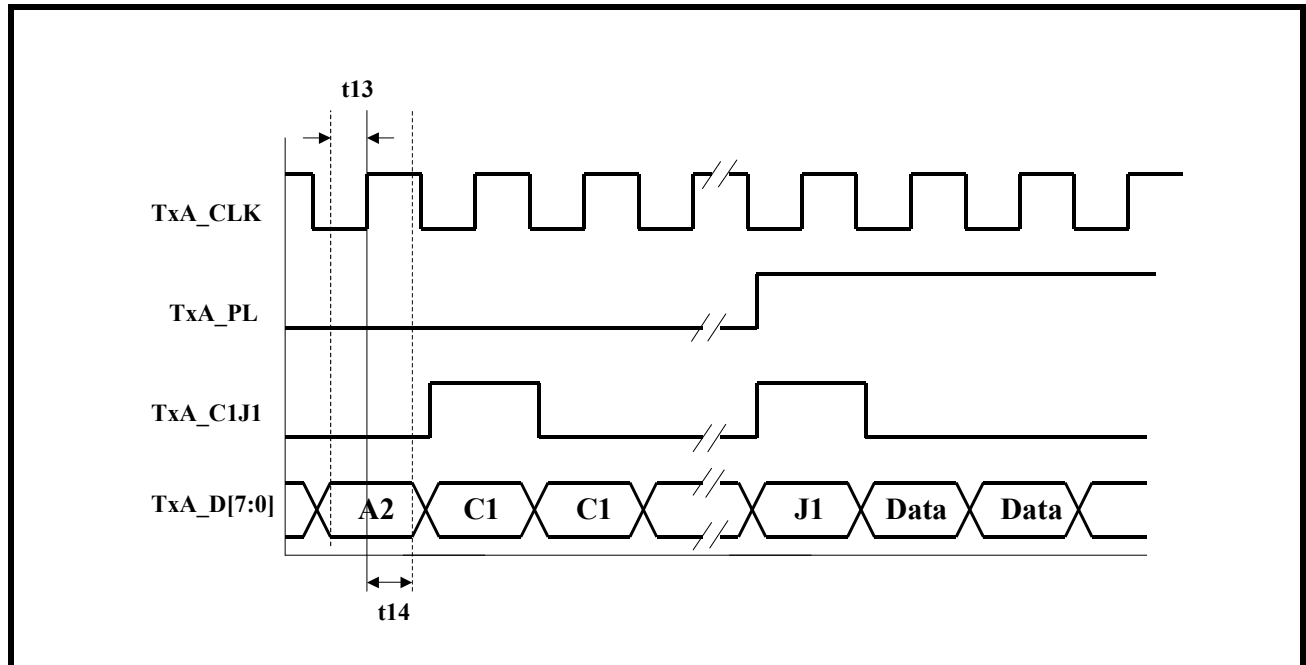 t13
TxA_CLK
TxA_PL
TxA_C1J1
TxA_D[7:0]
A2 C1 C1 J1 Data Data
t14